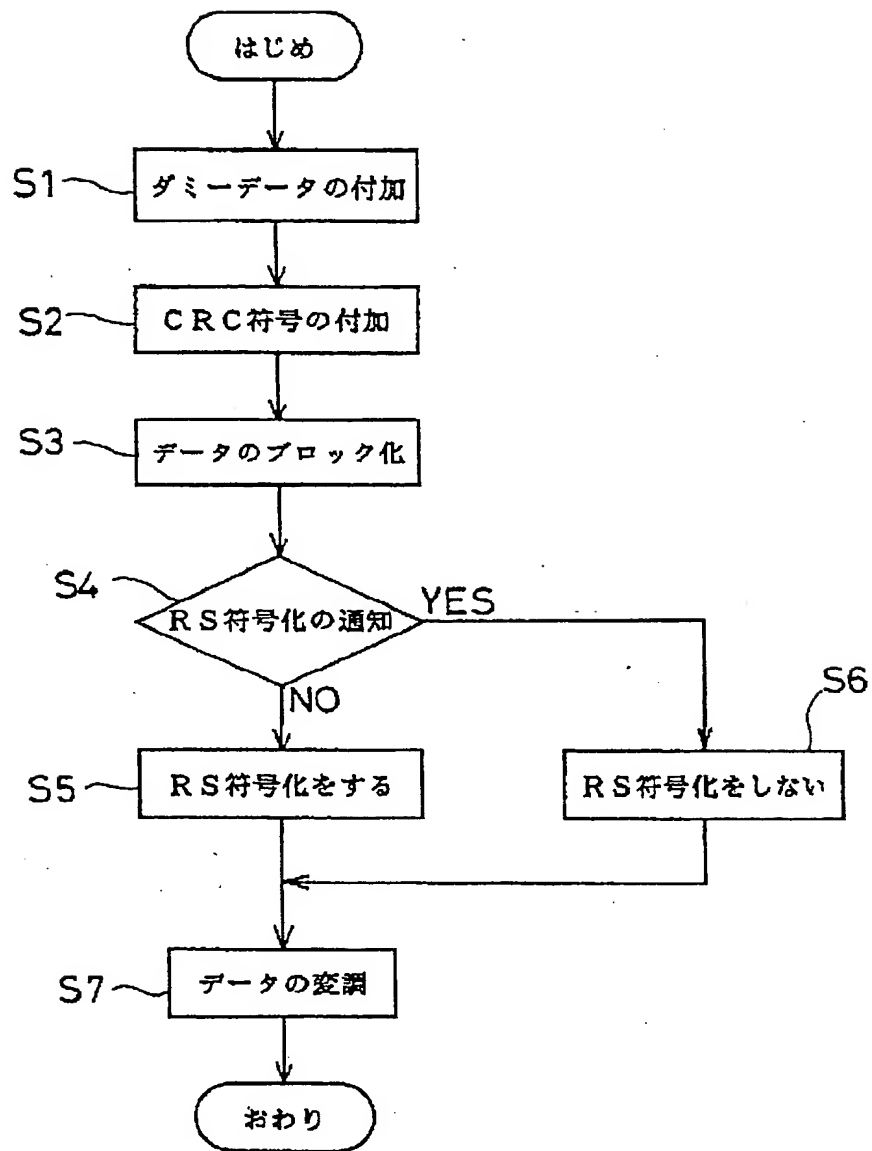 はじめ
S1
ダミーデータの付加
S2
CRC符号の付加
S3
データのブロック化
S4
RS符号化の通知
YES
NO
S5
RS符号化をする
S6
RS符号化をしない
S7
データの変調
おわり